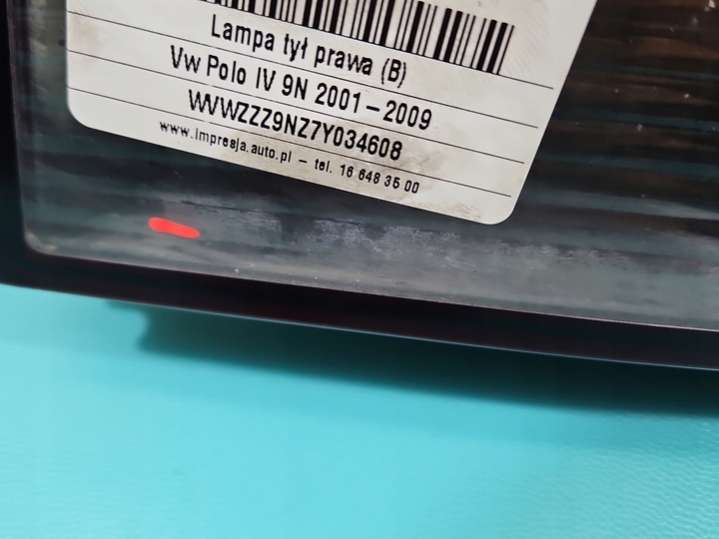 Lampa tył prawa (B)
Vw Polo IV 9N 2001-2009
WVWZZZ9NZ7Y034608
www.impresja.auto.pl - tel. 16 648 35 00